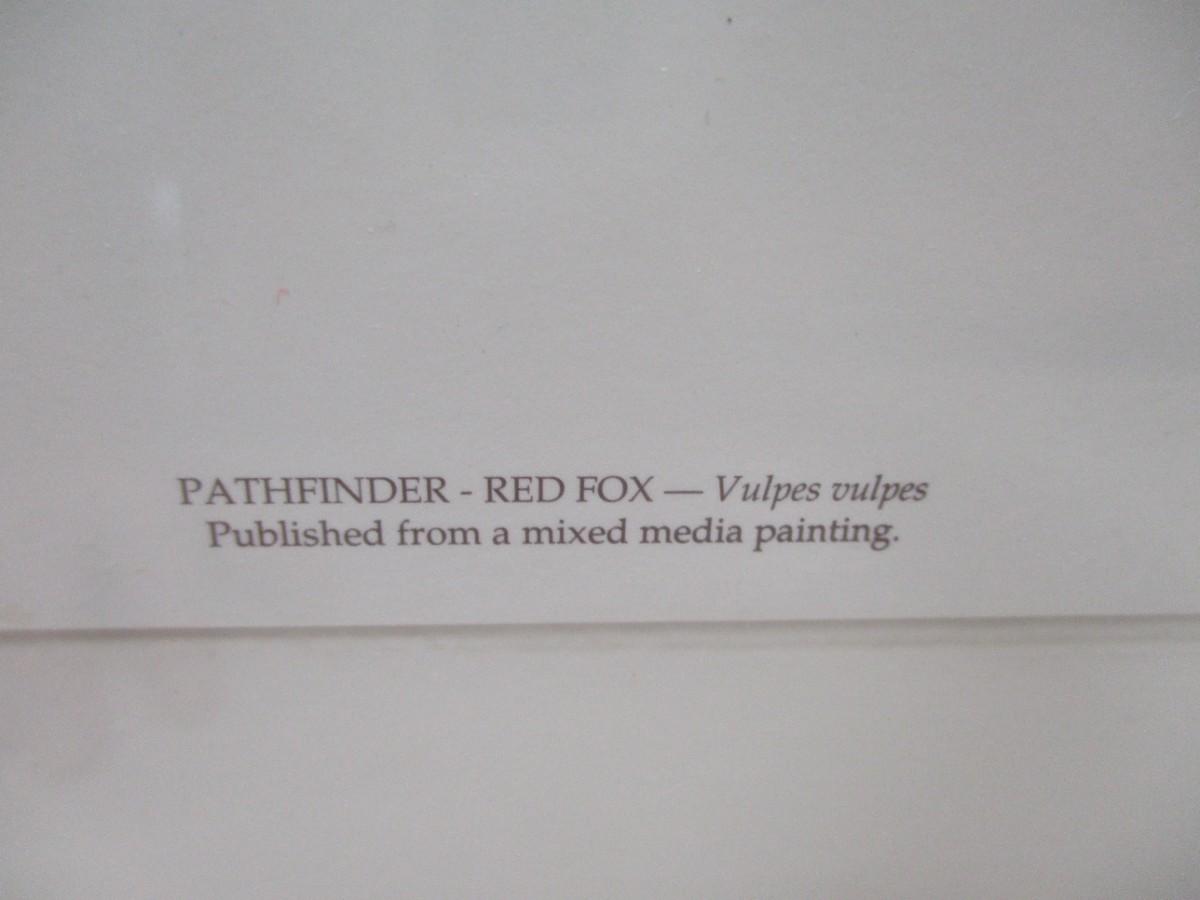 PATHFINDER - RED FOX — Vulpes vulpes
Published from a mixed media painting.